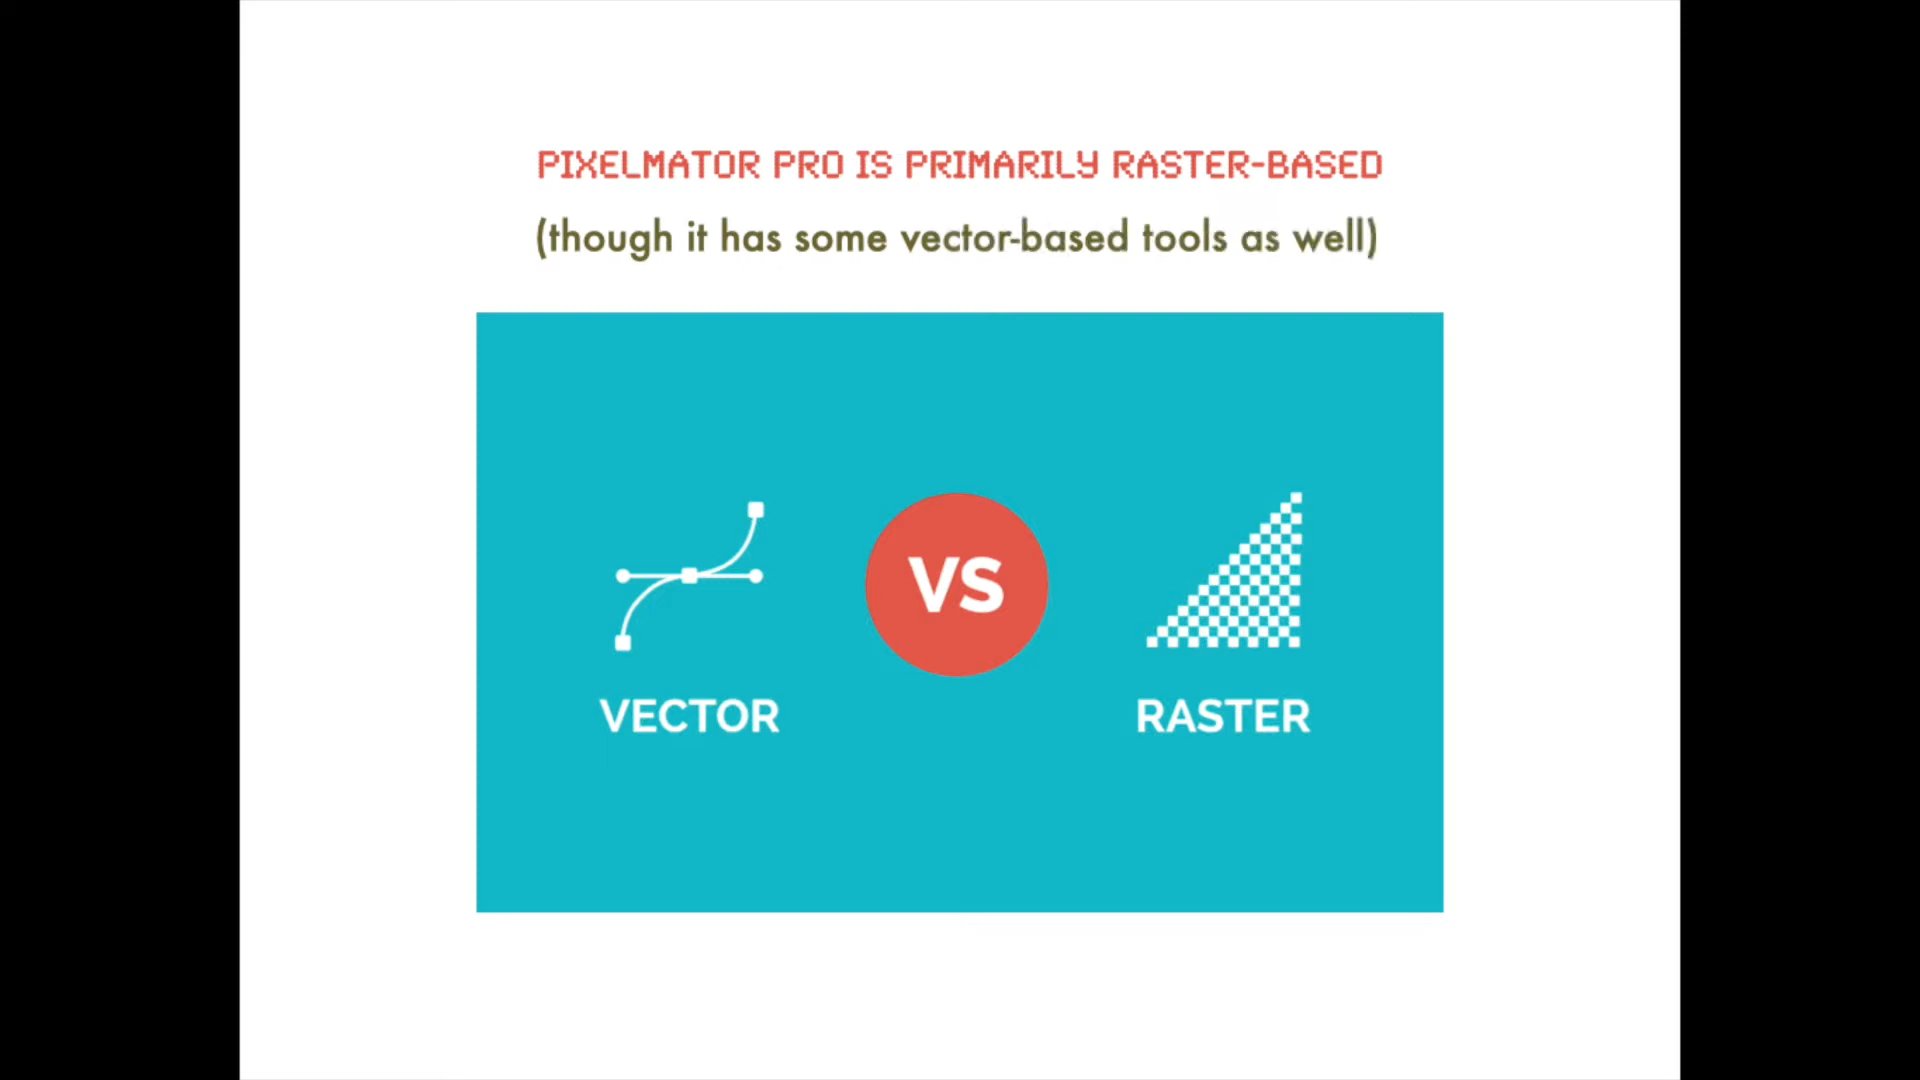 PIXELMATOR PRO IS PRIMARILY RASTER-BASED
(though it has some vector-based tools as well)
VS
VECTOR
RASTER